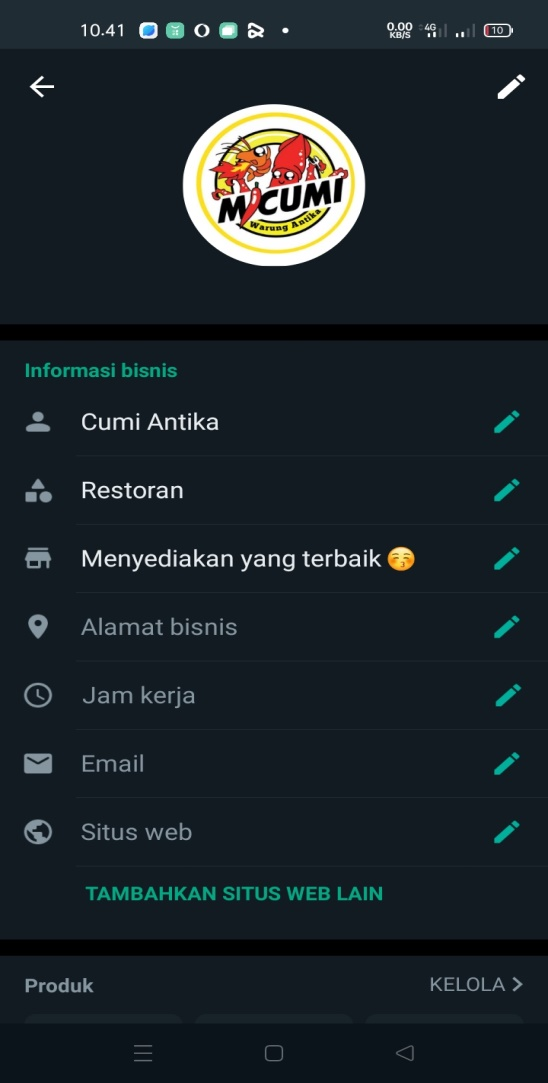 10.41
0.00
KB/S
4G
10
MCUMI
Warung Antika
Informasi bisnis
Cumi Antika
Restoran
Menyediakan yang terbaik 😚
Alamat bisnis
Jam kerja
Email
Situs web
TAMBAHKAN SITUS WEB LAIN
Produk
KELOLA